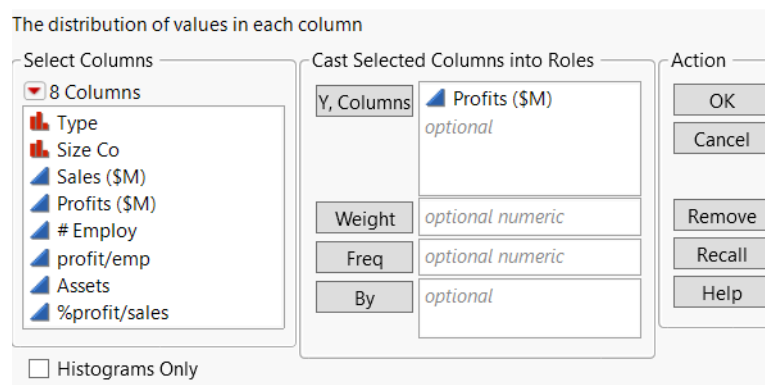 The distribution of values in each column
Select Columns
8 Columns
Type
Size Co
Sales ($M)
Profits ($M)
# Employ
profit/emp
Assets
%profit/sales
Histograms Only
Cast Selected Columns into Roles
Y, Columns
Profits ($M)
optional
Weight
optional numeric
Freq
optional numeric
By
optional
Action
OK
Cancel
Remove
Recall
Help